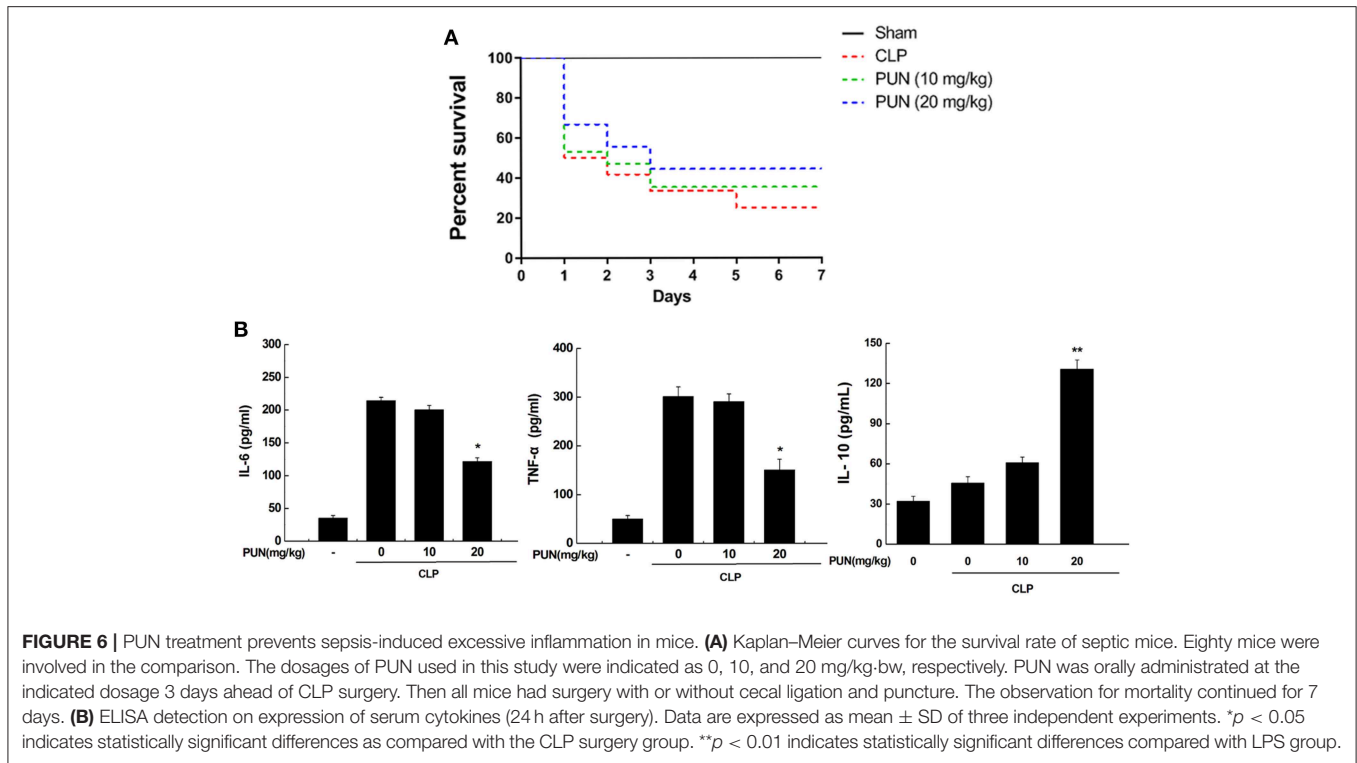 A
Sham
CLP
PUN (10 mg/kg)
PUN (20 mg/kg)
Percent survival
100
80
60
40
20
0
0 1 2 3 4 5 6 7
Days
B
IL-6 (pg/ml)
300
250
200
150
100
50
0
PUN(mg/kg) - 0 10 20
CLP
*
TNF-α (pg/ml)
400
300
200
100
0
PUN(mg/kg) - 0 10 20
CLP
*
IL- 10 (pg/mL)
150
120
90
60
30
0
PUN(mg/kg) 0 0 10 20
CLP
**
FIGURE 6 | PUN treatment prevents sepsis-induced excessive inflammation in mice. (A) Kaplan–Meier curves for the survival rate of septic mice. Eighty mice were
involved in the comparison. The dosages of PUN used in this study were indicated as 0, 10, and 20 mg/kg·bw, respectively. PUN was orally administrated at the
indicated dosage 3 days ahead of CLP surgery. Then all mice had surgery with or without cecal ligation and puncture. The observation for mortality continued for 7
days. (B) ELISA detection on expression of serum cytokines (24 h after surgery). Data are expressed as mean ± SD of three independent experiments. *p < 0.05
indicates statistically significant differences as compared with the CLP surgery group. **p < 0.01 indicates statistically significant differences compared with LPS group.